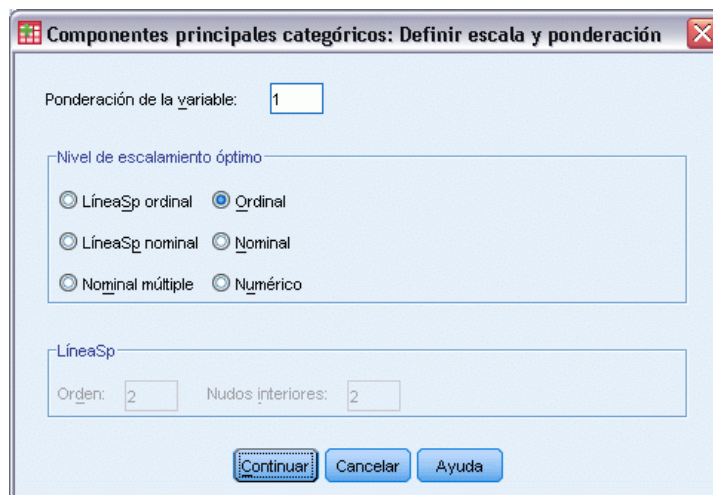 Componentes principales categóricos: Definir escala y ponderación
Ponderación de la variable: 1
Nivel de escalamiento óptimo
LíneaSp ordinal Ordinal
LíneaSp nominal Nominal
Nominal múltiple Numérico
LíneaSp
Orden: 2 Nudos interiores: 2
Continuar Cancelar Ayuda